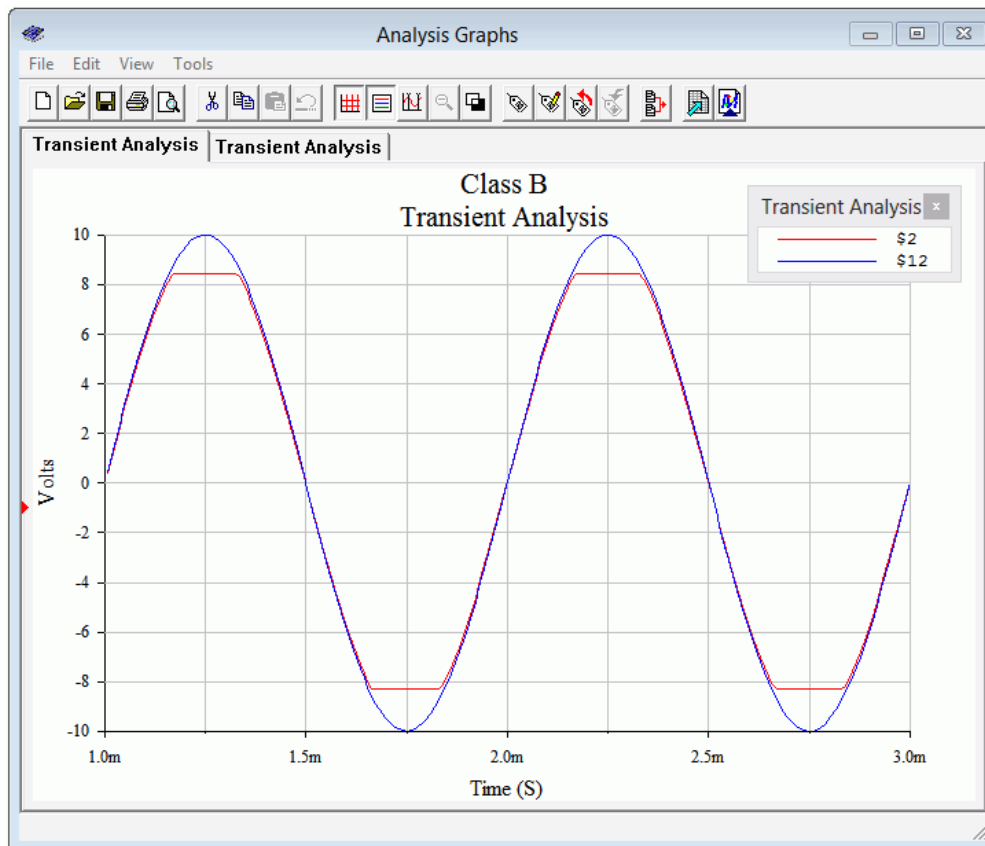 Analysis Graphs
File Edit View Tools
Transient Analysis Transient Analysis
Class B
Transient Analysis
Transient Analysis x
$2
$12
10
8
6
4
2
0
-2
-4
-6
-8
-10
Volts
1.0m 1.5m 2.0m 2.5m 3.0m
Time (S)